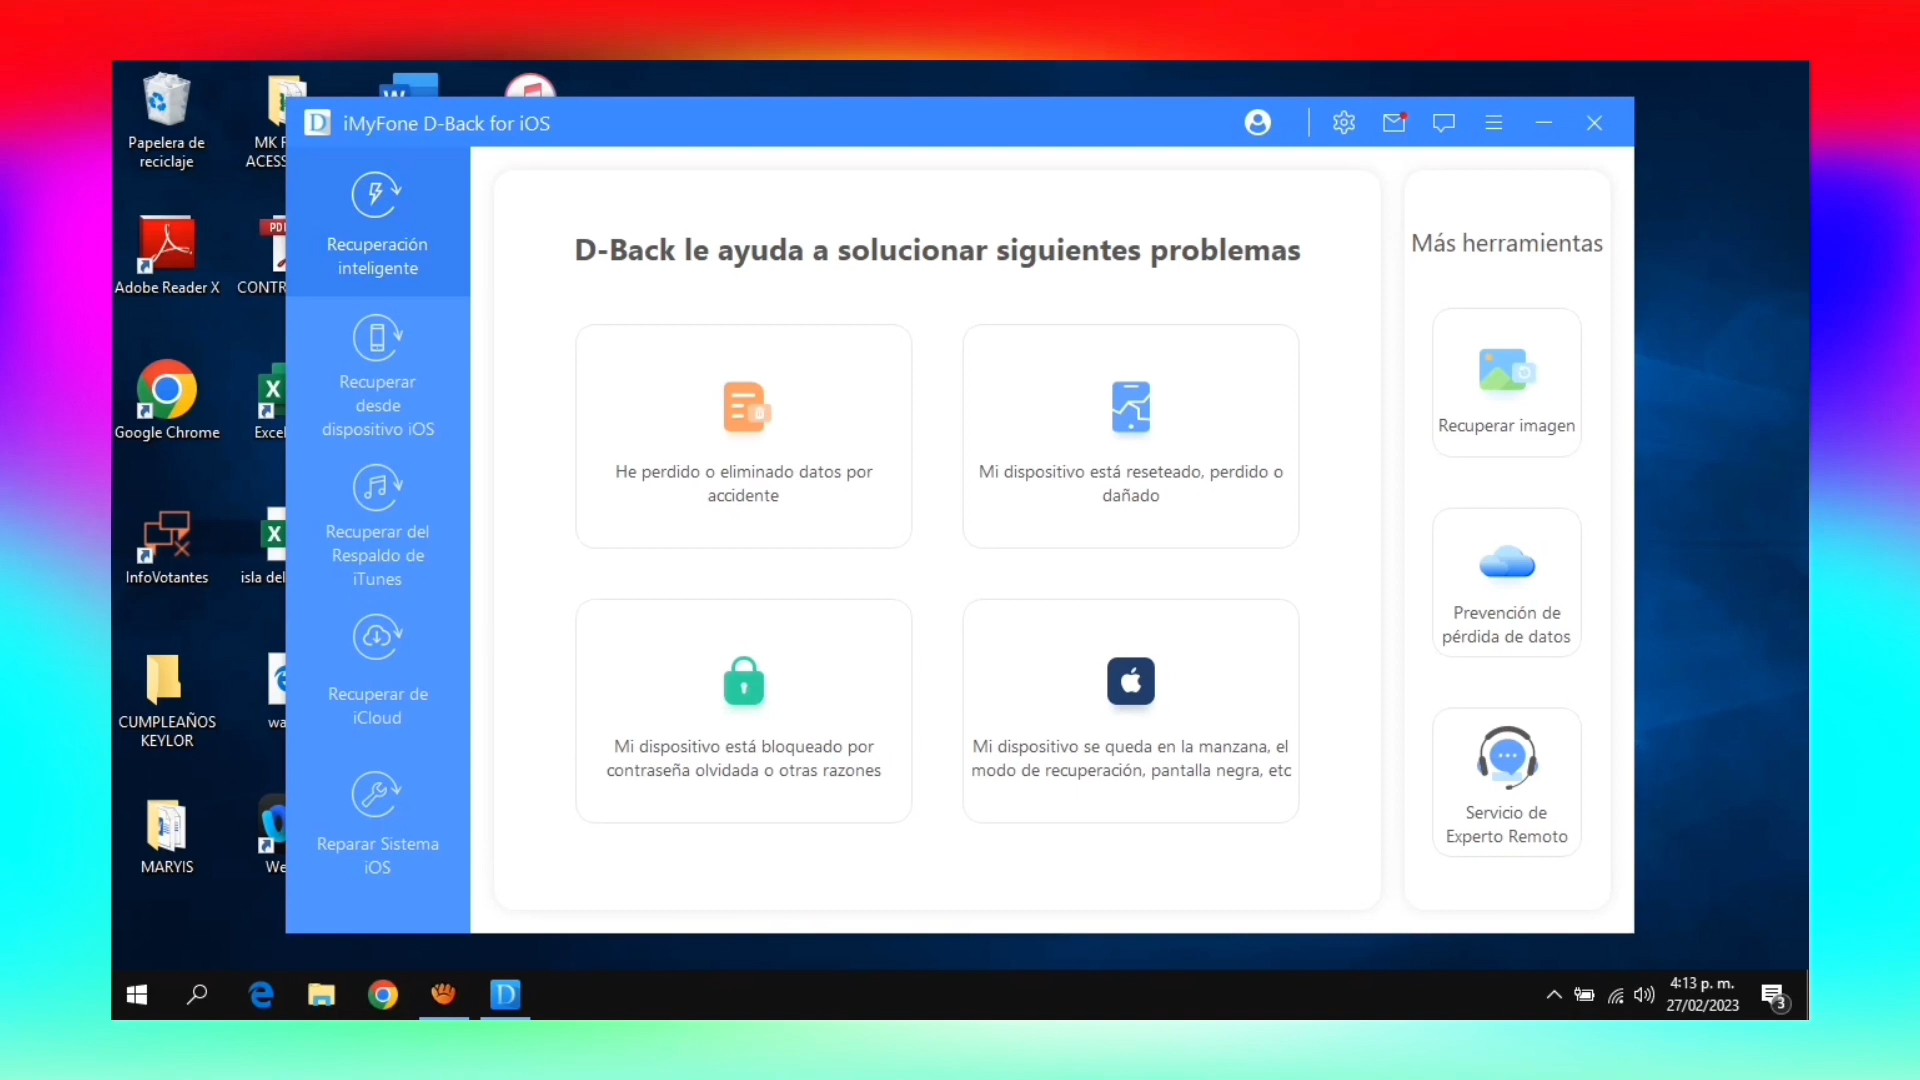 iMyFone D-Back for iOS
Papelera de
reciclaje
MK F
ACESS
Adobe Reader X
CONTR
Google Chrome
Excel
InfoVotantes
isla del
CUMPLEAÑOS
KEYLOR
wa
MARYIS
We
Recuperación
inteligente
Recuperar
desde
dispositivo iOS
Recuperar del
Respaldo de
iTunes
Recuperar de
iCloud
Reparar Sistema
iOS
D-Back le ayuda a solucionar siguientes problemas
He perdido o eliminado datos por
accidente
Mi dispositivo está reseteado, perdido o
dañado
Mi dispositivo está bloqueado por
contraseña olvidada o otras razones
Mi dispositivo se queda en la manzana, el
modo de recuperación, pantalla negra, etc
Más herramientas
Recuperar imagen
Prevención de
pérdida de datos
Servicio de
Experto Remoto
4:13 p. m.
27/02/2023
3